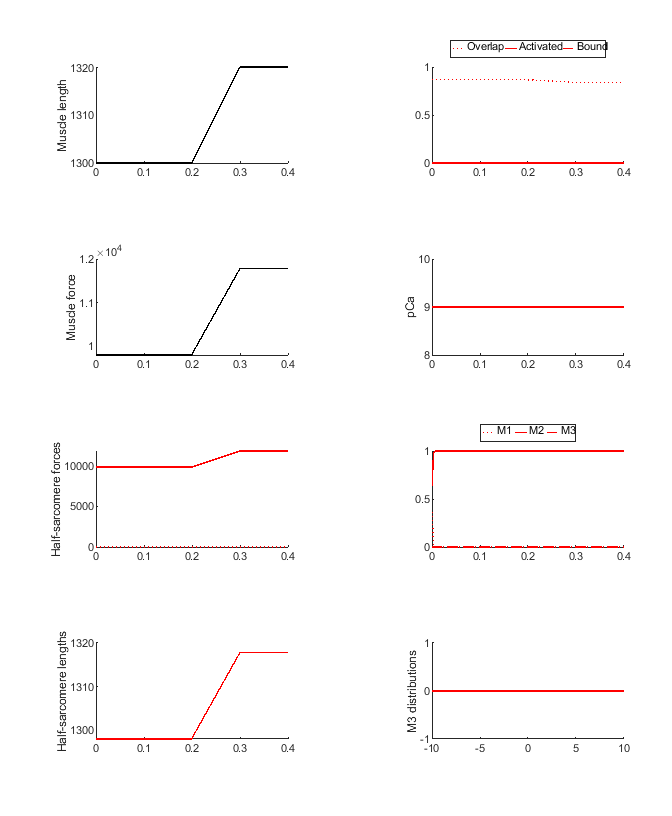 Muscle length
1320
1310
1300
0 0.1 0.2 0.3 0.4
Overlap Activated Bound
1
0.5
0
0 0.1 0.2 0.3 0.4
Muscle force
×10^4
1.2
1.1
1
0 0.1 0.2 0.3 0.4
pCa
10
9
8
0 0.1 0.2 0.3 0.4
Half-sarcomere forces
10000
5000
0
0 0.1 0.2 0.3 0.4
M1 M2 M3
1
0.5
0
0 0.1 0.2 0.3 0.4
Half-sarcomere lengths
1320
1310
1300
0 0.1 0.2 0.3 0.4
M3 distributions
1
0
-1
-10 -5 0 5 10